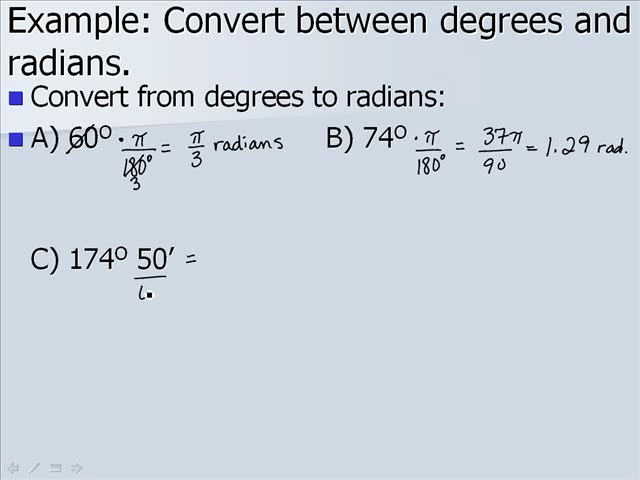 Example: Convert between degrees and
radians.
Convert from degrees to radians:
A) 60° · π/180° = π/3 radians B) 74° · π/180° = 37π/90 = 1.29 rad.
3
C) 174° 50′ =